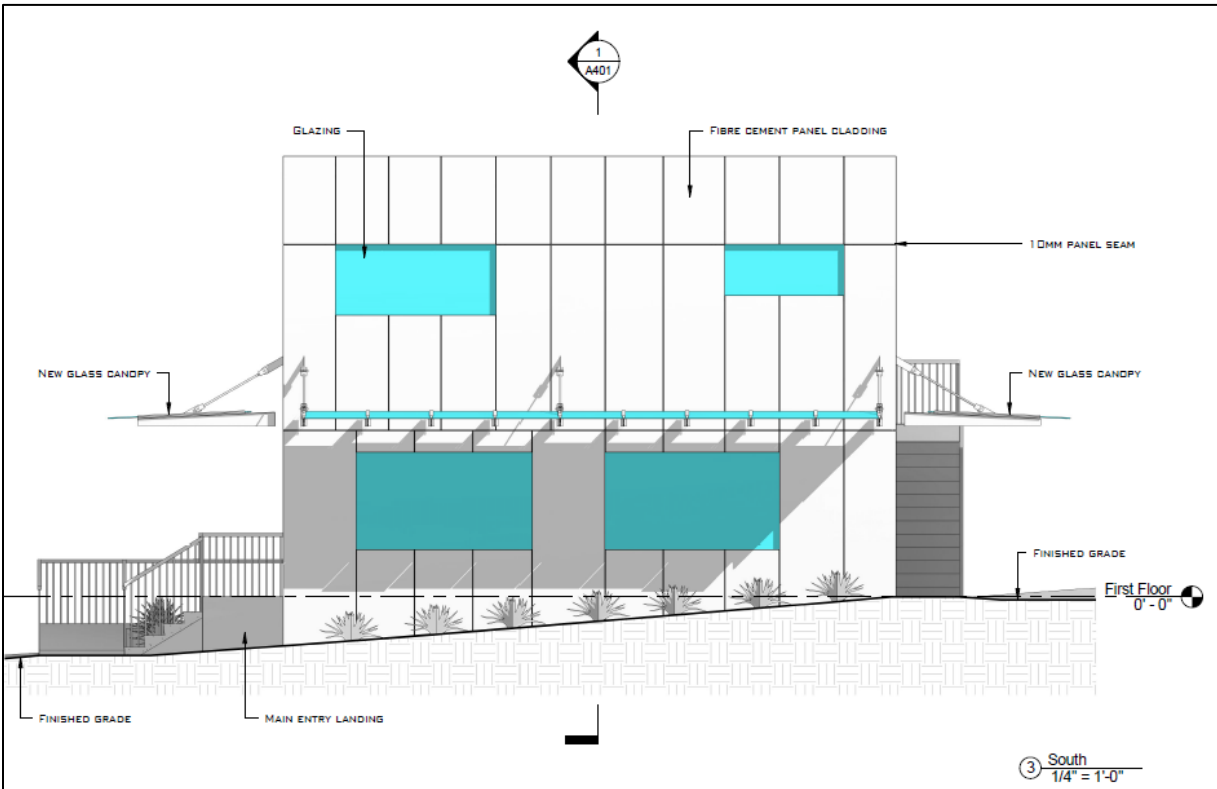 1
A401
GLAZING
FIBRE CEMENT PANEL CLADDING
10MM PANEL SEAM
NEW GLASS CANOPY
NEW GLASS CANOPY
FINISHED GRADE
First Floor
0' - 0"
FINISHED GRADE
MAIN ENTRY LANDING
3
South
1/4" = 1'-0"